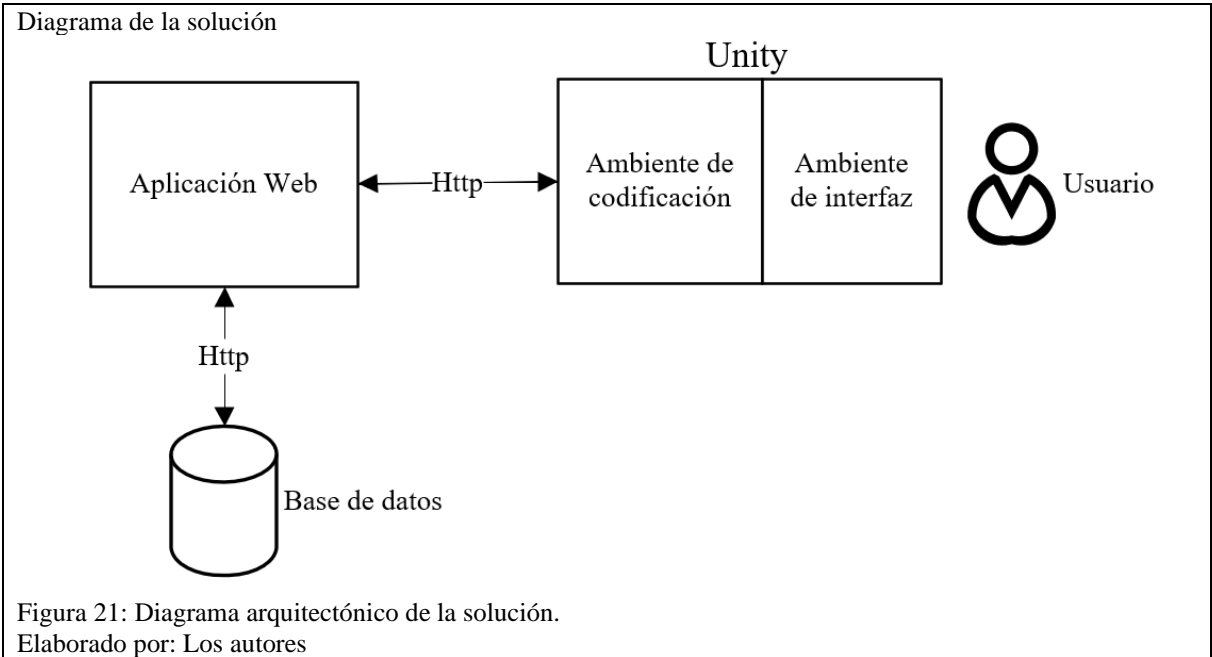 Diagrama de la solución
Unity
Aplicación Web
Http
Ambiente de
codificación
Ambiente
de interfaz
Usuario
Http
Base de datos
Figura 21: Diagrama arquitectónico de la solución.
Elaborado por: Los autores